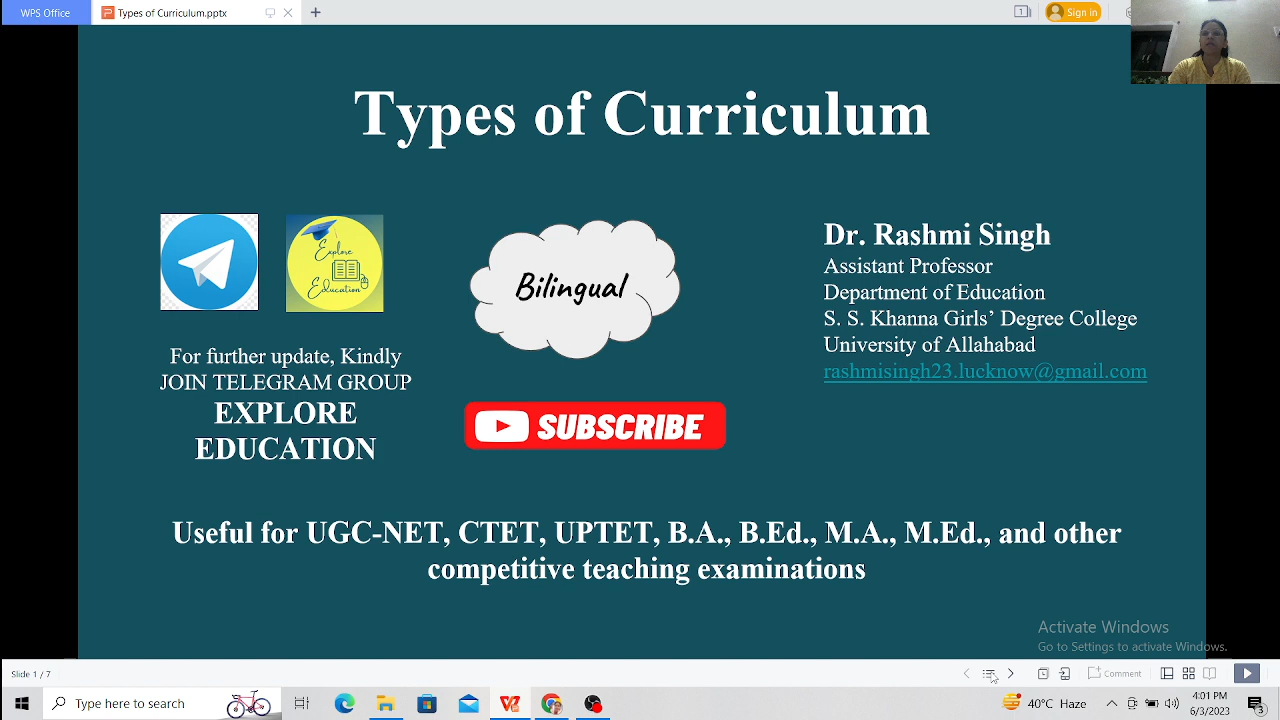 WPS Office
Types of Curriculum.pptx
Sign in
Types of Curriculum
Explore
Education
Bilingual
Dr. Rashmi Singh
Assistant Professor
Department of Education
S. S. Khanna Girls' Degree College
University of Allahabad
rashmisingh23.lucknow@gmail.com
For further update, Kindly
JOIN TELEGRAM GROUP
EXPLORE
EDUCATION
SUBSCRIBE
Useful for UGC-NET, CTET, UPTET, B.A., B.Ed., M.A., M.Ed., and other
competitive teaching examinations
Activate Windows
Go to Settings to activate Windows.
Slide 1 / 7
Comment
Type here to search
40°C Haze
4:01 PM
6/3/2023
3